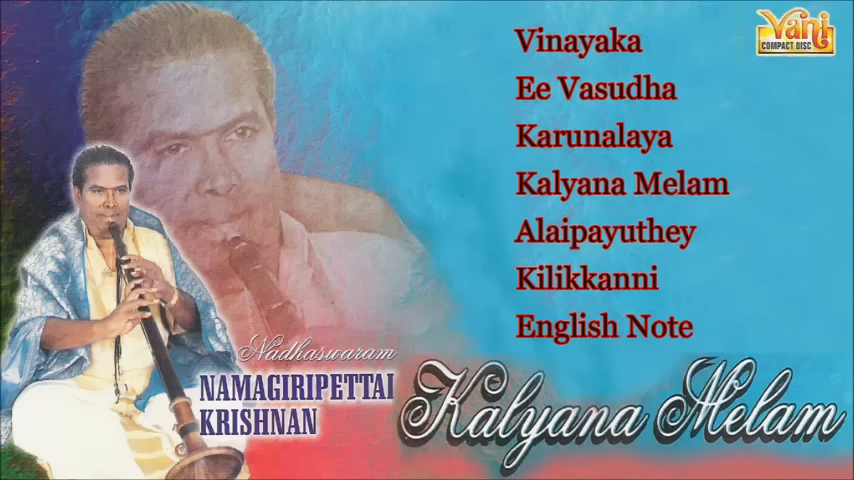 Vani
COMPACT DISC
Vinayaka
Ee Vasudha
Karunalaya
Kalyana Melam
Alaipayuthey
Kilikkanni
English Note
Nadhaswaram
NAMAGIRIPETTAI
KRISHNAN
Kalyana Melam